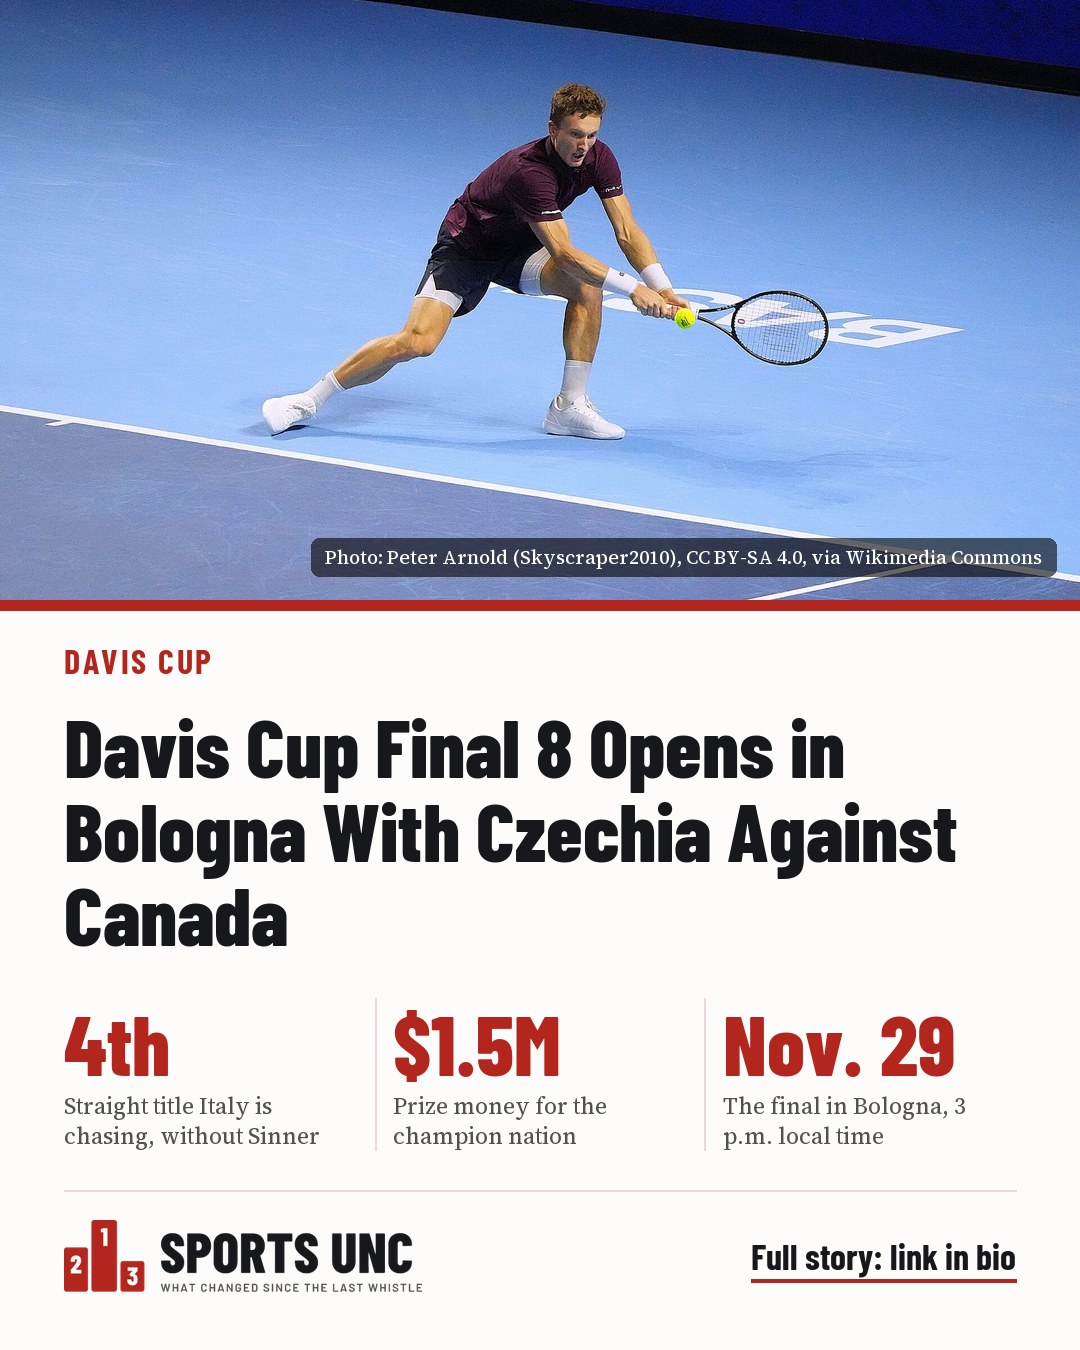 BASEL
Photo: Peter Arnold (Skyscraper2010), CC BY-SA 4.0, via Wikimedia Commons
DAVIS CUP
Davis Cup Final 8 Opens in
Bologna With Czechia Against
Canada
4th
Straight title Italy is
chasing, without Sinner
$1.5M
Prize money for the
champion nation
Nov. 29
The final in Bologna, 3
p.m. local time
2
1
3
SPORTS UNC
WHAT CHANGED SINCE THE LAST WHISTLE
Full story: link in bio